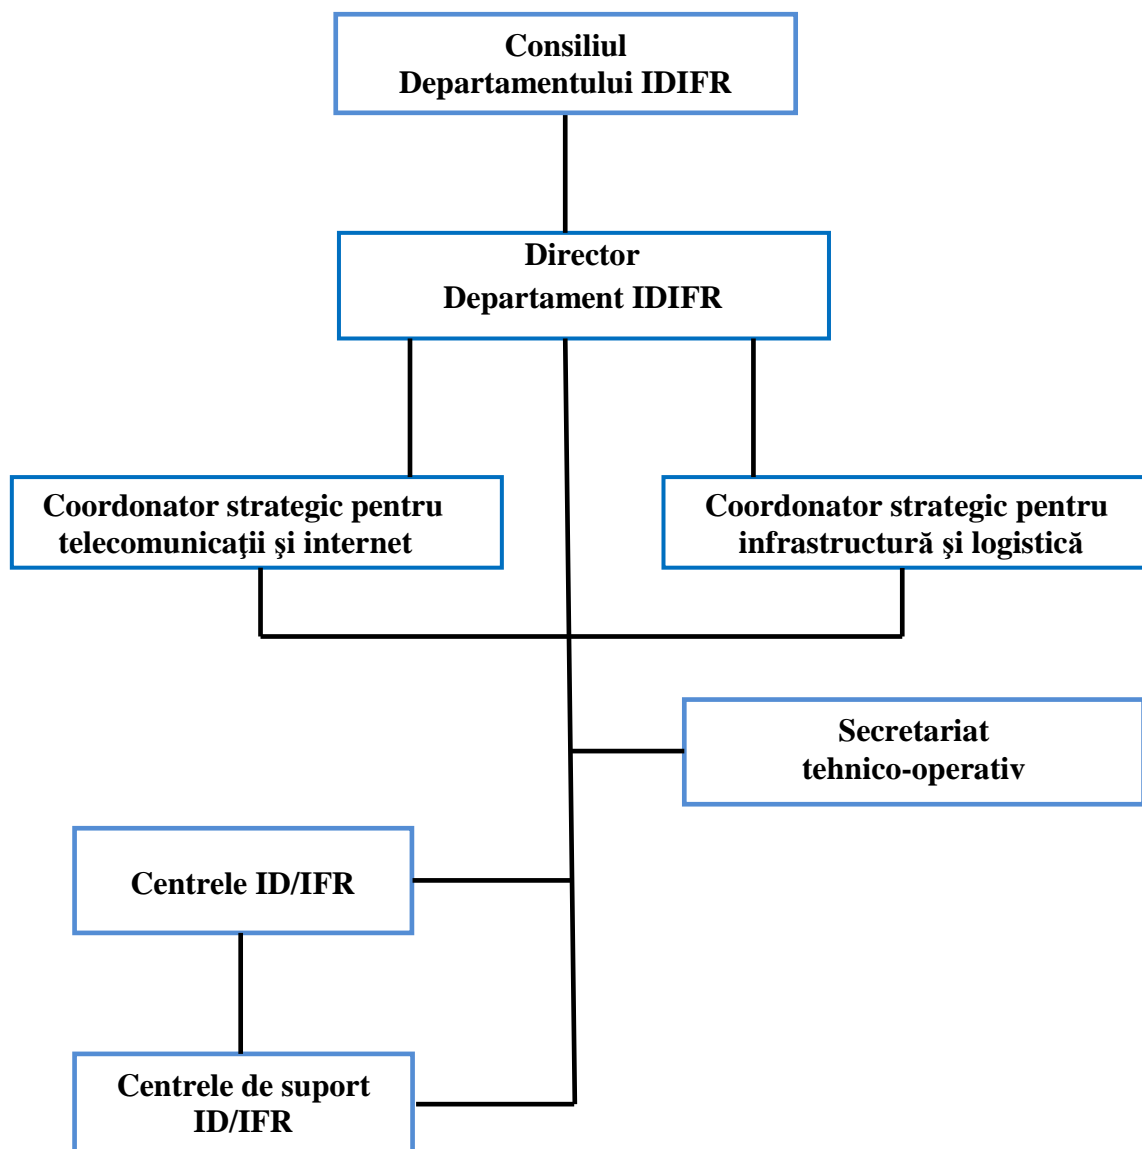 Consiliul
Departamentului IDIFR
Director
Departament IDIFR
Coordonator strategic pentru
telecomunicaţii şi internet
Coordonator strategic pentru
infrastructură şi logistică
Secretariat
tehnico-operativ
Centrele ID/IFR
Centrele de suport
ID/IFR